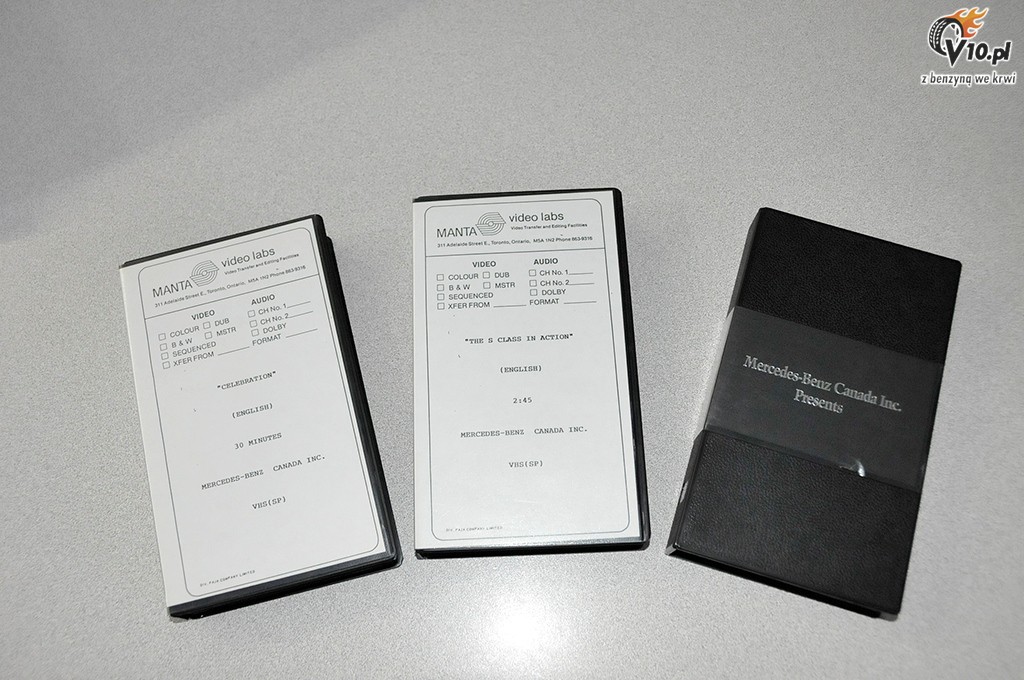 V10.pl
z benzyną we krwi
MANTA video labs
Video Transfer and Editing Facilities
311 Adelaide Street E., Toronto, Ontario, M5A 1N2 Phone 863-9316
VIDEO AUDIO
COLOUR DUB CH No. 1
B & W MSTR CH No. 2
SEQUENCED DOLBY
XFER FROM FORMAT
"CELEBRATION"
(ENGLISH)
30 MINUTES
MERCEDES-BENZ CANADA INC.
VHS(SP)
COMPANY LIMITED
MANTA video labs
Video Transfer and Editing Facilities
311 Adelaide Street E., Toronto, Ontario, M5A 1N2 Phone 863-9316
VIDEO AUDIO
COLOUR DUB CH No. 1
B & W MSTR CH No. 2
SEQUENCED DOLBY
XFER FROM FORMAT
"THE S CLASS IN ACTION"
(ENGLISH)
2:45
MERCEDES-BENZ CANADA INC.
VHS(SP)
COMPANY LIMITED
Mercedes-Benz Canada Inc.
Presents